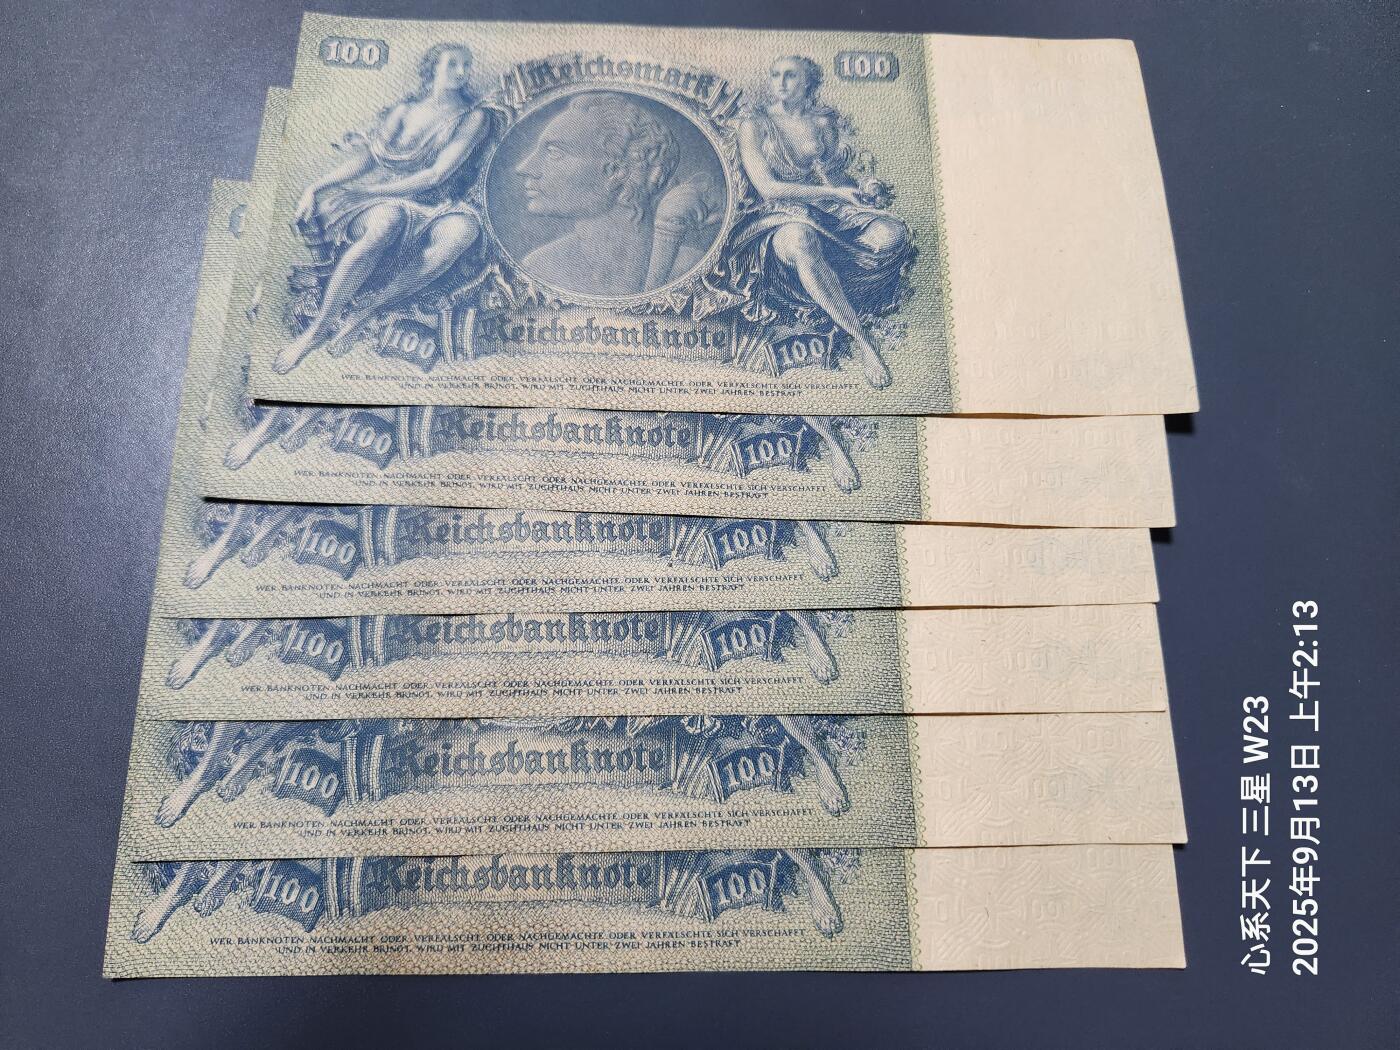 100
100
Reichsmark
Reichsbanknote
100
100
WER BANKNOTEN NACHMACHT ODER VERFÄLSCHT ODER NACHGEMACHTE ODER VERFÄLSCHTE SICH VERSCHAFFT
UND IN VERKEHR BRINGT, WIRD MIT ZUCHTHAUS NICHT UNTER ZWEI JAHREN BESTRAFT
Reichsbanknote
100
100
WER BANKNOTEN NACHMACHT ODER VERFÄLSCHT ODER NACHGEMACHTE ODER VERFÄLSCHTE SICH VERSCHAFFT
UND IN VERKEHR BRINGT, WIRD MIT ZUCHTHAUS NICHT UNTER ZWEI JAHREN BESTRAFT
Reichsbanknote
100
100
WER BANKNOTEN NACHMACHT ODER VERFÄLSCHT ODER NACHGEMACHTE ODER VERFÄLSCHTE SICH VERSCHAFFT
UND IN VERKEHR BRINGT, WIRD MIT ZUCHTHAUS NICHT UNTER ZWEI JAHREN BESTRAFT
Reichsbanknote
100
100
WER BANKNOTEN NACHMACHT ODER VERFÄLSCHT ODER NACHGEMACHTE ODER VERFÄLSCHTE SICH VERSCHAFFT
UND IN VERKEHR BRINGT, WIRD MIT ZUCHTHAUS NICHT UNTER ZWEI JAHREN BESTRAFT
Reichsbanknote
100
100
WER BANKNOTEN NACHMACHT ODER VERFÄLSCHT ODER NACHGEMACHTE ODER VERFÄLSCHTE SICH VERSCHAFFT
UND IN VERKEHR BRINGT, WIRD MIT ZUCHTHAUS NICHT UNTER ZWEI JAHREN BESTRAFT
Reichsbanknote
100
100
WER BANKNOTEN NACHMACHT ODER VERFÄLSCHT ODER NACHGEMACHTE ODER VERFÄLSCHTE SICH VERSCHAFFT
UND IN VERKEHR BRINGT, WIRD MIT ZUCHTHAUS NICHT UNTER ZWEI JAHREN BESTRAFT
心系天下 三星 W23
2025年9月13日 上午2:13